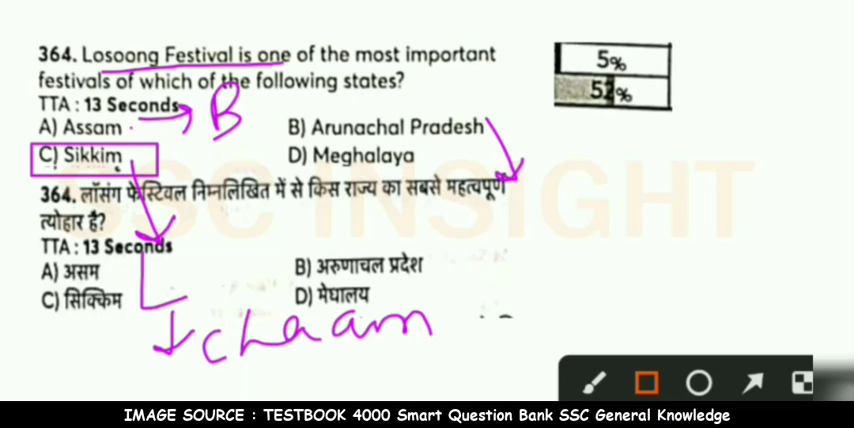 364. Losoong Festival is one of the most important
festivals of which of the following states?
TTA : 13 Seconds
A) Assam
B) Arunachal Pradesh
C) Sikkim
D) Meghalaya
5%
52%
B
SSC INSIGHT
364. लॉसंग फेस्टिवल निम्नलिखित में से किस राज्य का सबसे महत्वपूर्ण
त्योहार है?
TTA : 13 Seconds
A) असम
B) अरुणाचल प्रदेश
C) सिक्किम
D) मेघालय
chaam
IMAGE SOURCE : TESTBOOK 4000 Smart Question Bank SSC General Knowledge